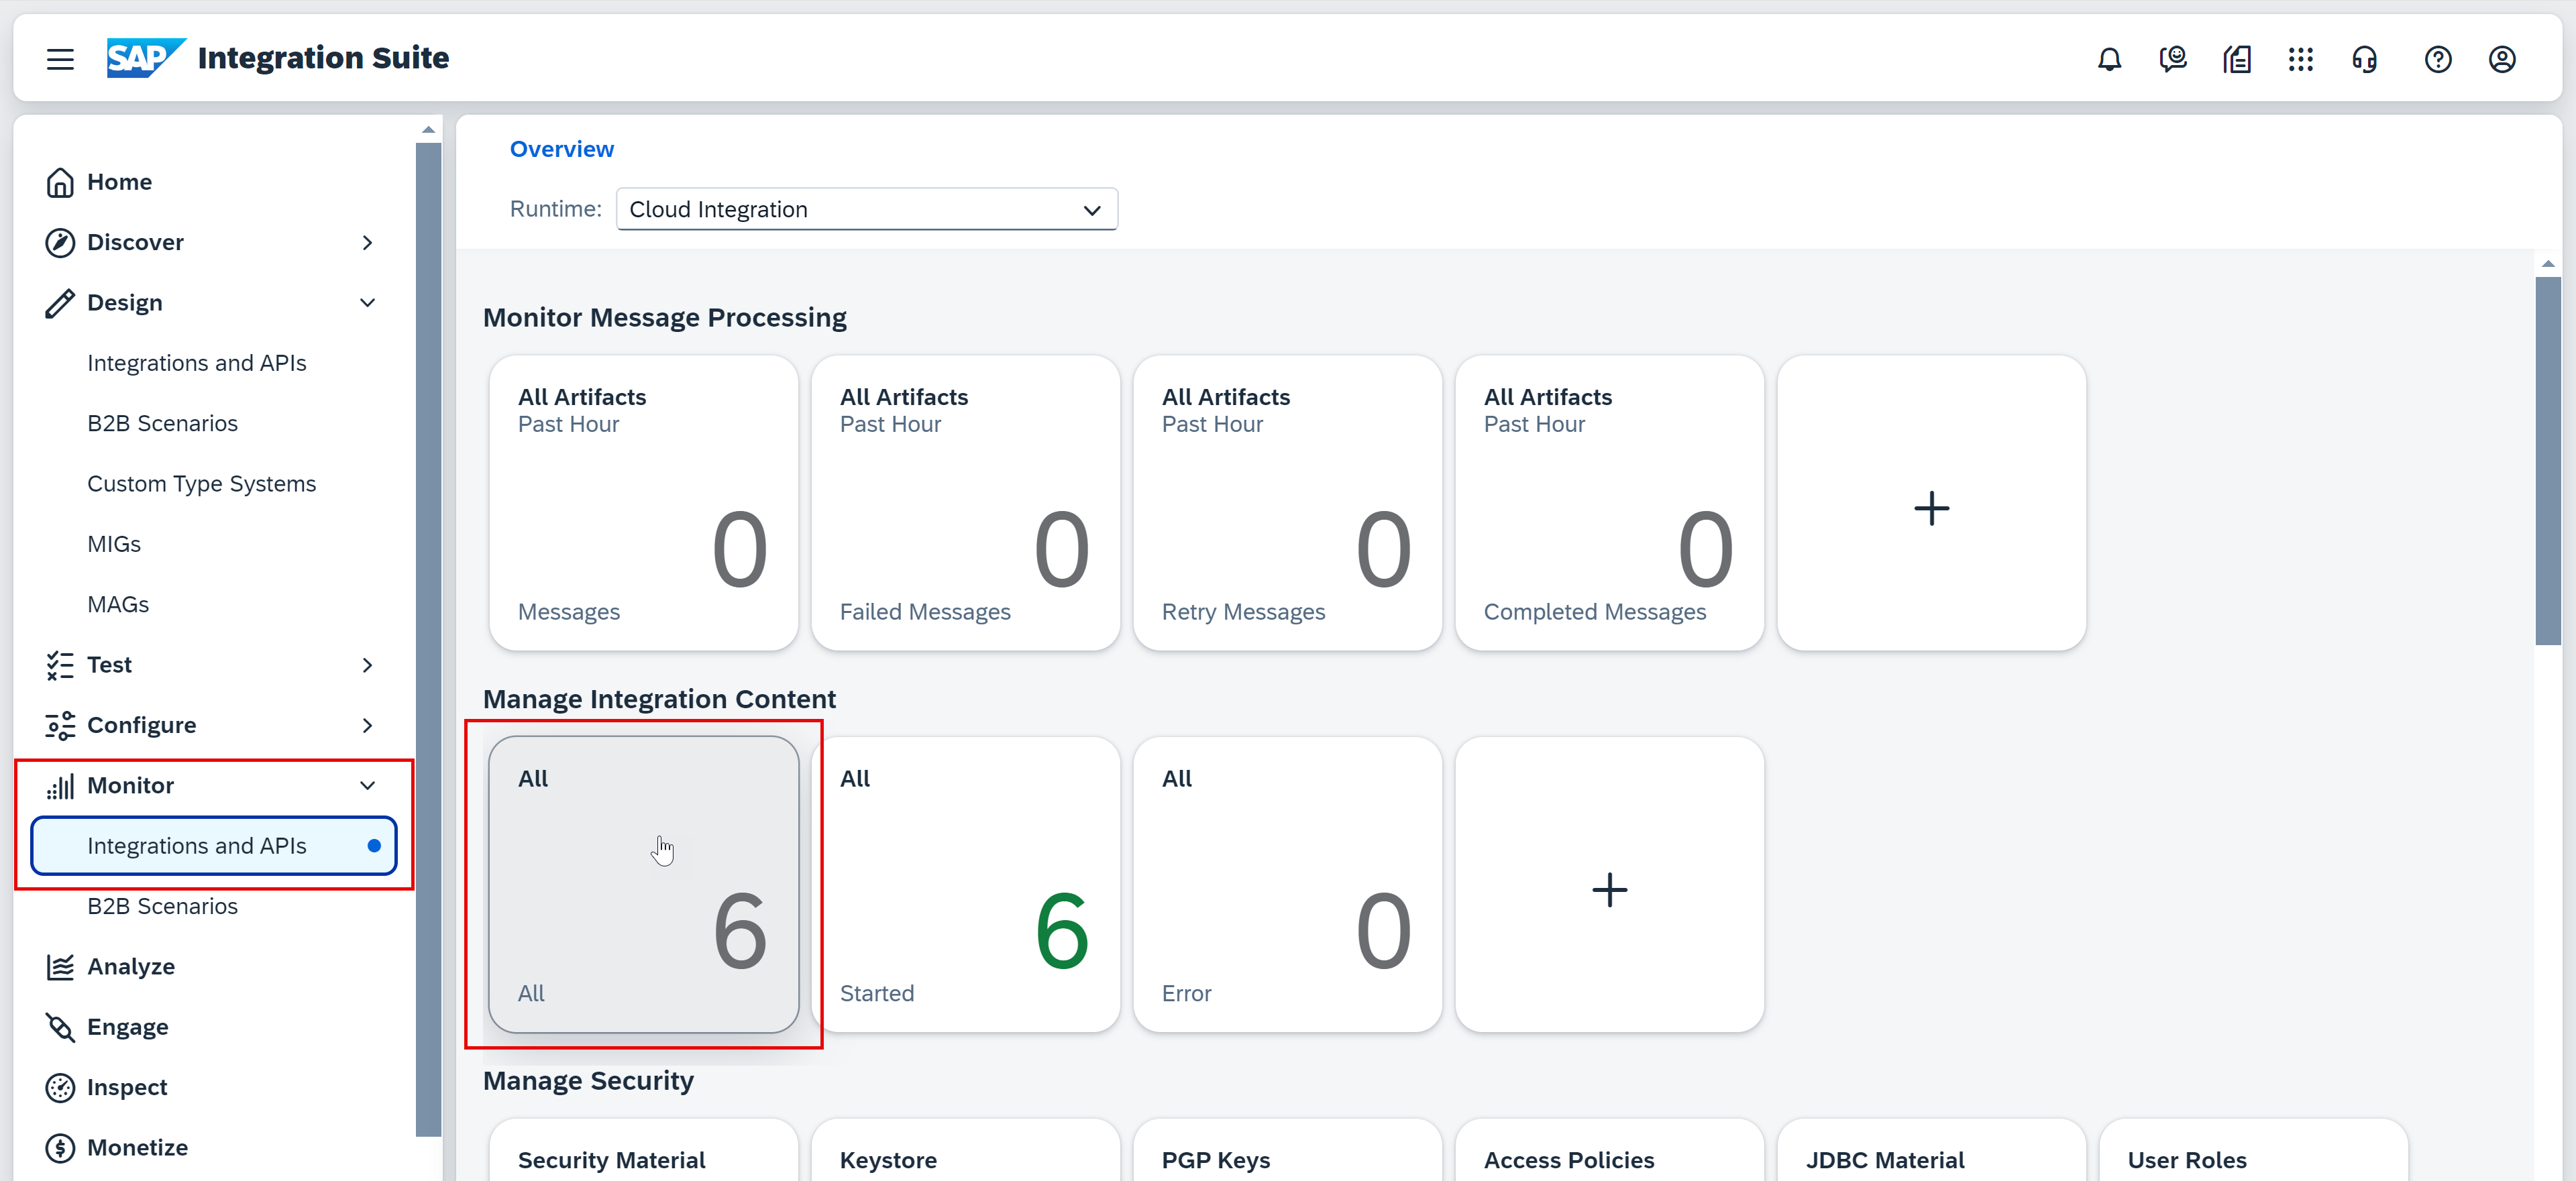 SAP Integration Suite
Home
Discover
Design
Integrations and APIs
B2B Scenarios
Custom Type Systems
MIGs
MAGs
Test
Configure
Monitor
Integrations and APIs
B2B Scenarios
Analyze
Engage
Inspect
Monetize
Overview
Runtime: Cloud Integration
Monitor Message Processing
All Artifacts
Past Hour
0
Messages
All Artifacts
Past Hour
0
Failed Messages
All Artifacts
Past Hour
0
Retry Messages
All Artifacts
Past Hour
0
Completed Messages
Manage Integration Content
All
6
All
All
6
Started
All
0
Error
Manage Security
Security Material
Keystore
PGP Keys
Access Policies
JDBC Material
User Roles